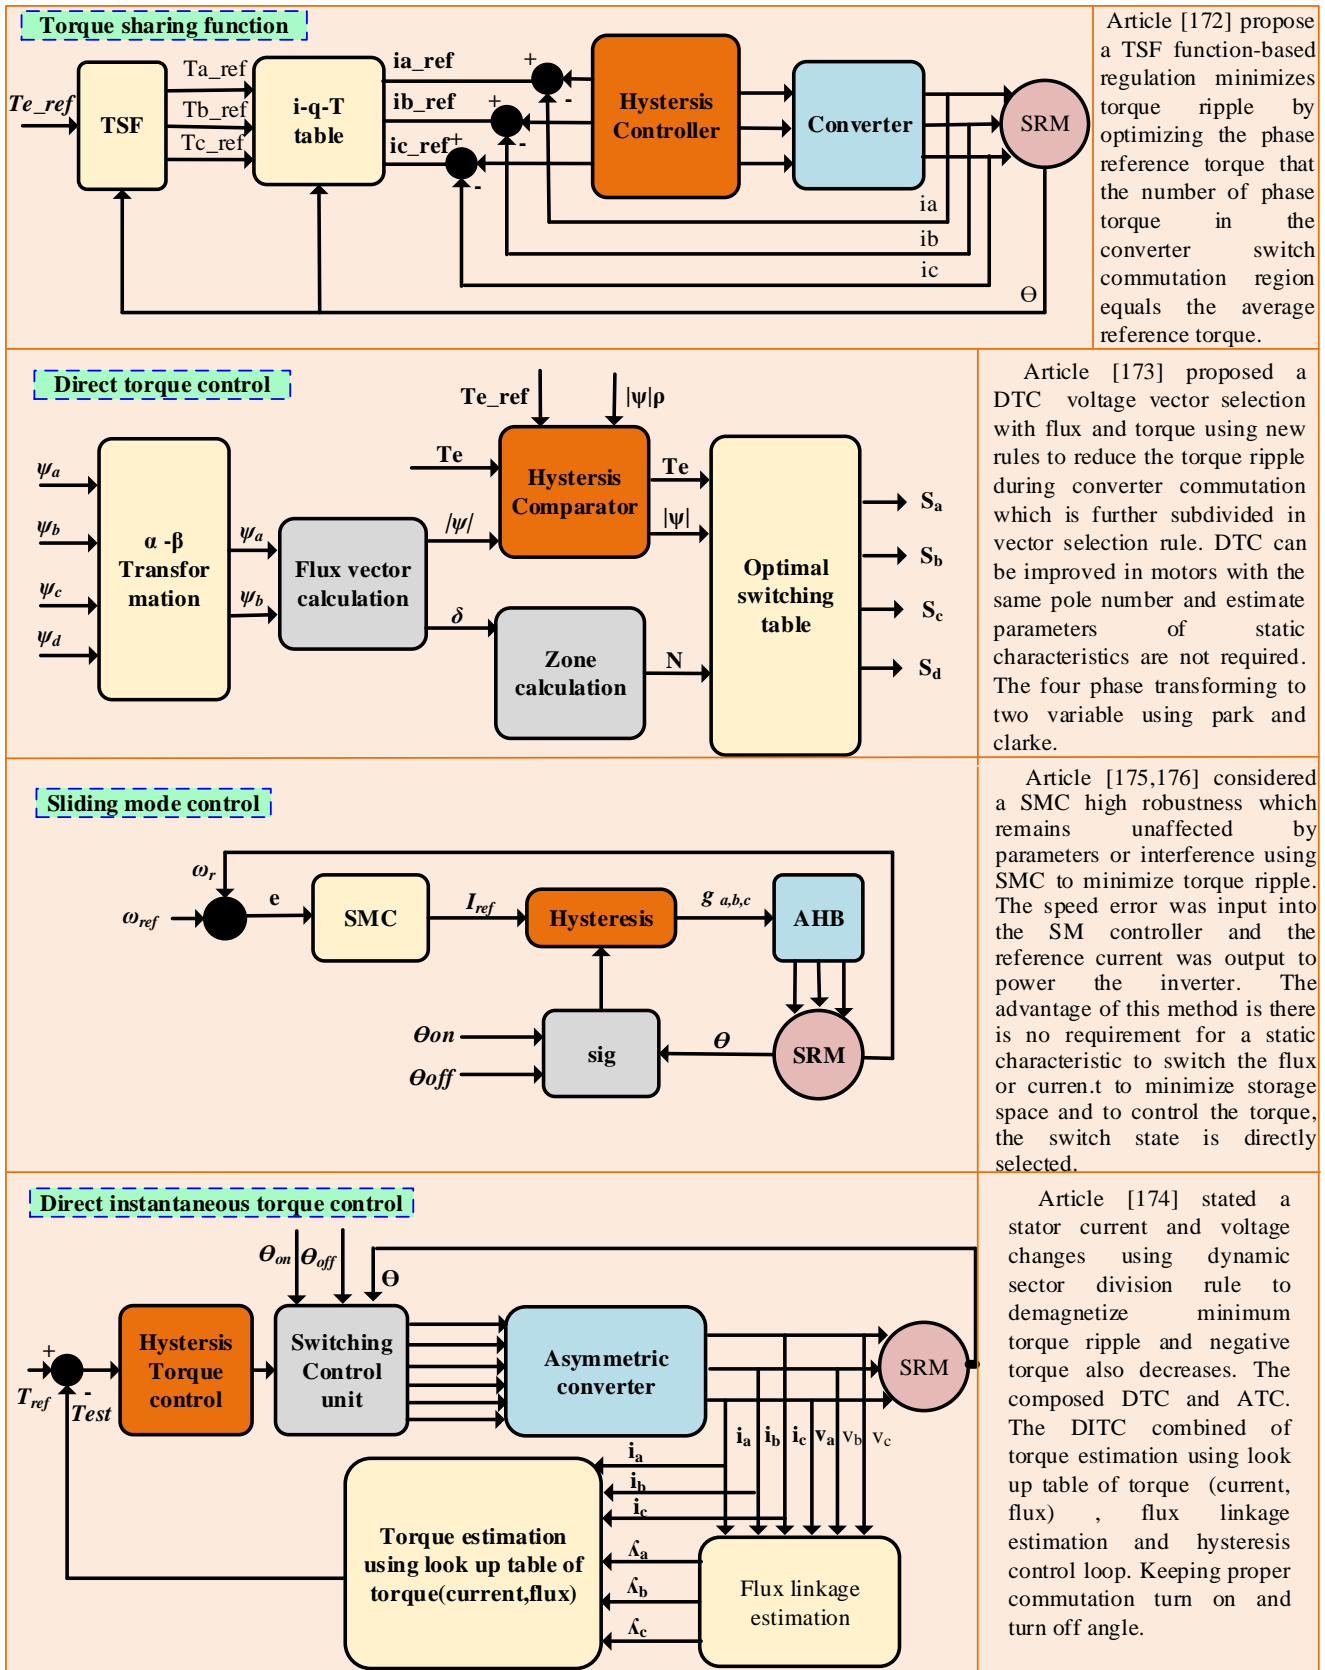 Torque sharing function
Te_ref
TSF
Ta_ref
Tb_ref
Tc_ref
i-q-T
table
ia_ref
ib_ref
ic_ref
+
-
+
-
+
-
Hystersis
Controller
Converter
SRM
ia
ib
ic
Θ
Article [172] propose
a TSF function-based
regulation minimizes
torque ripple by
optimizing the phase
reference torque that
the number of phase
torque in the
converter switch
commutation region
equals the average
reference torque.
Direct torque control
ψa
ψb
ψc
ψd
α -β
Transfor
mation
ψa
ψb
Flux vector
calculation
|ψ|
δ
Te_ref
|ψ|ρ
Te
Hystersis
Comparator
Te
|ψ|
Zone
calculation
N
Optimal
switching
table
Sa
Sb
Sc
Sd
Article [173] proposed a
DTC voltage vector selection
with flux and torque using new
rules to reduce the torque ripple
during converter commutation
which is further subdivided in
vector selection rule. DTC can
be improved in motors with the
same pole number and estimate
parameters of static
characteristics are not required.
The four phase transforming to
two variable using park and
clarke.
Sliding mode control
ωr
ωref
e
SMC
Iref
Hysteresis
g a,b,c
AHB
Θon
Θoff
sig
Θ
SRM
Article [175,176] considered
a SMC high robustness which
remains unaffected by
parameters or interference using
SMC to minimize torque ripple.
The speed error was input into
the SM controller and the
reference current was output to
power the inverter. The
advantage of this method is there
is no requirement for a static
characteristic to switch the flux
or curren.t to minimize storage
space and to control the torque,
the switch state is directly
selected.
Direct instantaneous torque control
Θon
Θoff
Θ
+
Tref
-
Test
Hystersis
Torque
control
Switching
Control
unit
Asymmetric
converter
SRM
ia
ib
ic
va
vb
vc
ia
ib
ic
Torque estimation
using look up table of
torque(current,flux)
ʎa
ʎb
ʎc
Flux linkage
estimation
Article [174] stated a
stator current and voltage
changes using dynamic
sector division rule to
demagnetize minimum
torque ripple and negative
torque also decreases. The
composed DTC and ATC.
The DITC combined of
torque estimation using look
up table of torque (current,
flux) , flux linkage
estimation and hysteresis
control loop. Keeping proper
commutation turn on and
turn off angle.